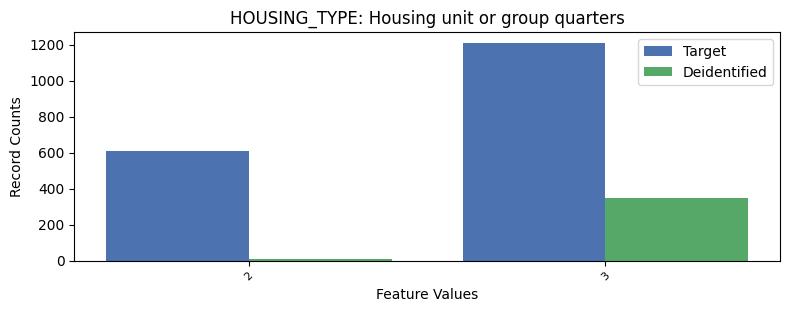 HOUSING_TYPE: Housing unit or group quarters
Target
Deidentified
Record Counts
1200
1000
800
600
400
200
0
2
3
Feature Values